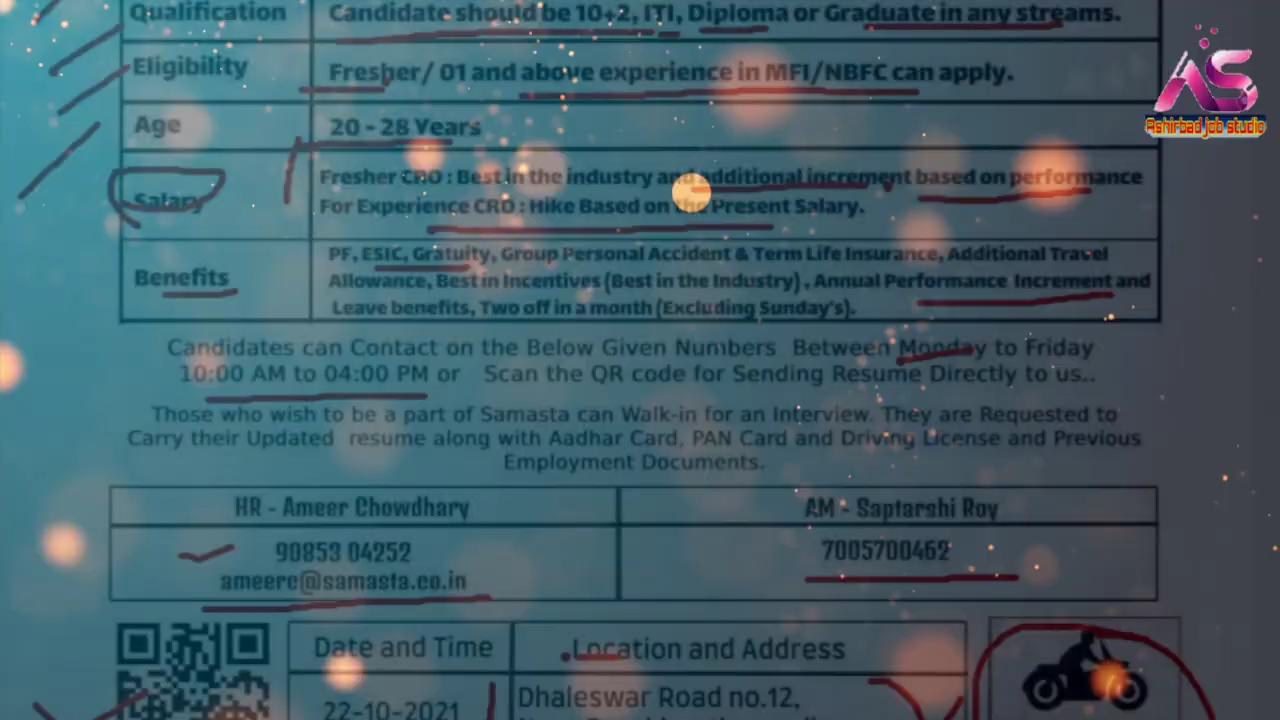 Qualification
Candidate should be 10+2, ITI, Diploma or Graduate in any streams.
Eligibility
Fresher/ 01 and above experience in MFI/NBFC can apply.
Age
20 - 28 Years
Salary
Fresher CRO : Best in the industry and additional increment based on performance
For Experience CRO : Hike Based on the Present Salary.
Benefits
PF, ESIC, Gratuity, Group Personal Accident & Term Life Insurance, Additional Travel
Allowance, Best in Incentives (Best in the Industry) , Annual Performance Increment and
Leave benefits, Two off in a month (Excluding Sunday's).
Candidates can Contact on the Below Given Numbers Between Monday to Friday
10:00 AM to 04:00 PM or Scan the QR code for Sending Resume Directly to us..
Those who wish to be a part of Samasta can Walk-in for an Interview. They are Requested to
Carry their Updated resume along with Aadhar Card, PAN Card and Driving License and Previous
Employment Documents.
HR - Ameer Chowdhary
90853 04252
ameerc@samasta.co.in
AM - Saptarshi Roy
7005700462
Date and Time
22-10-2021
Location and Address
Dhaleswar Road no.12,
AS
Ashirbad job studio